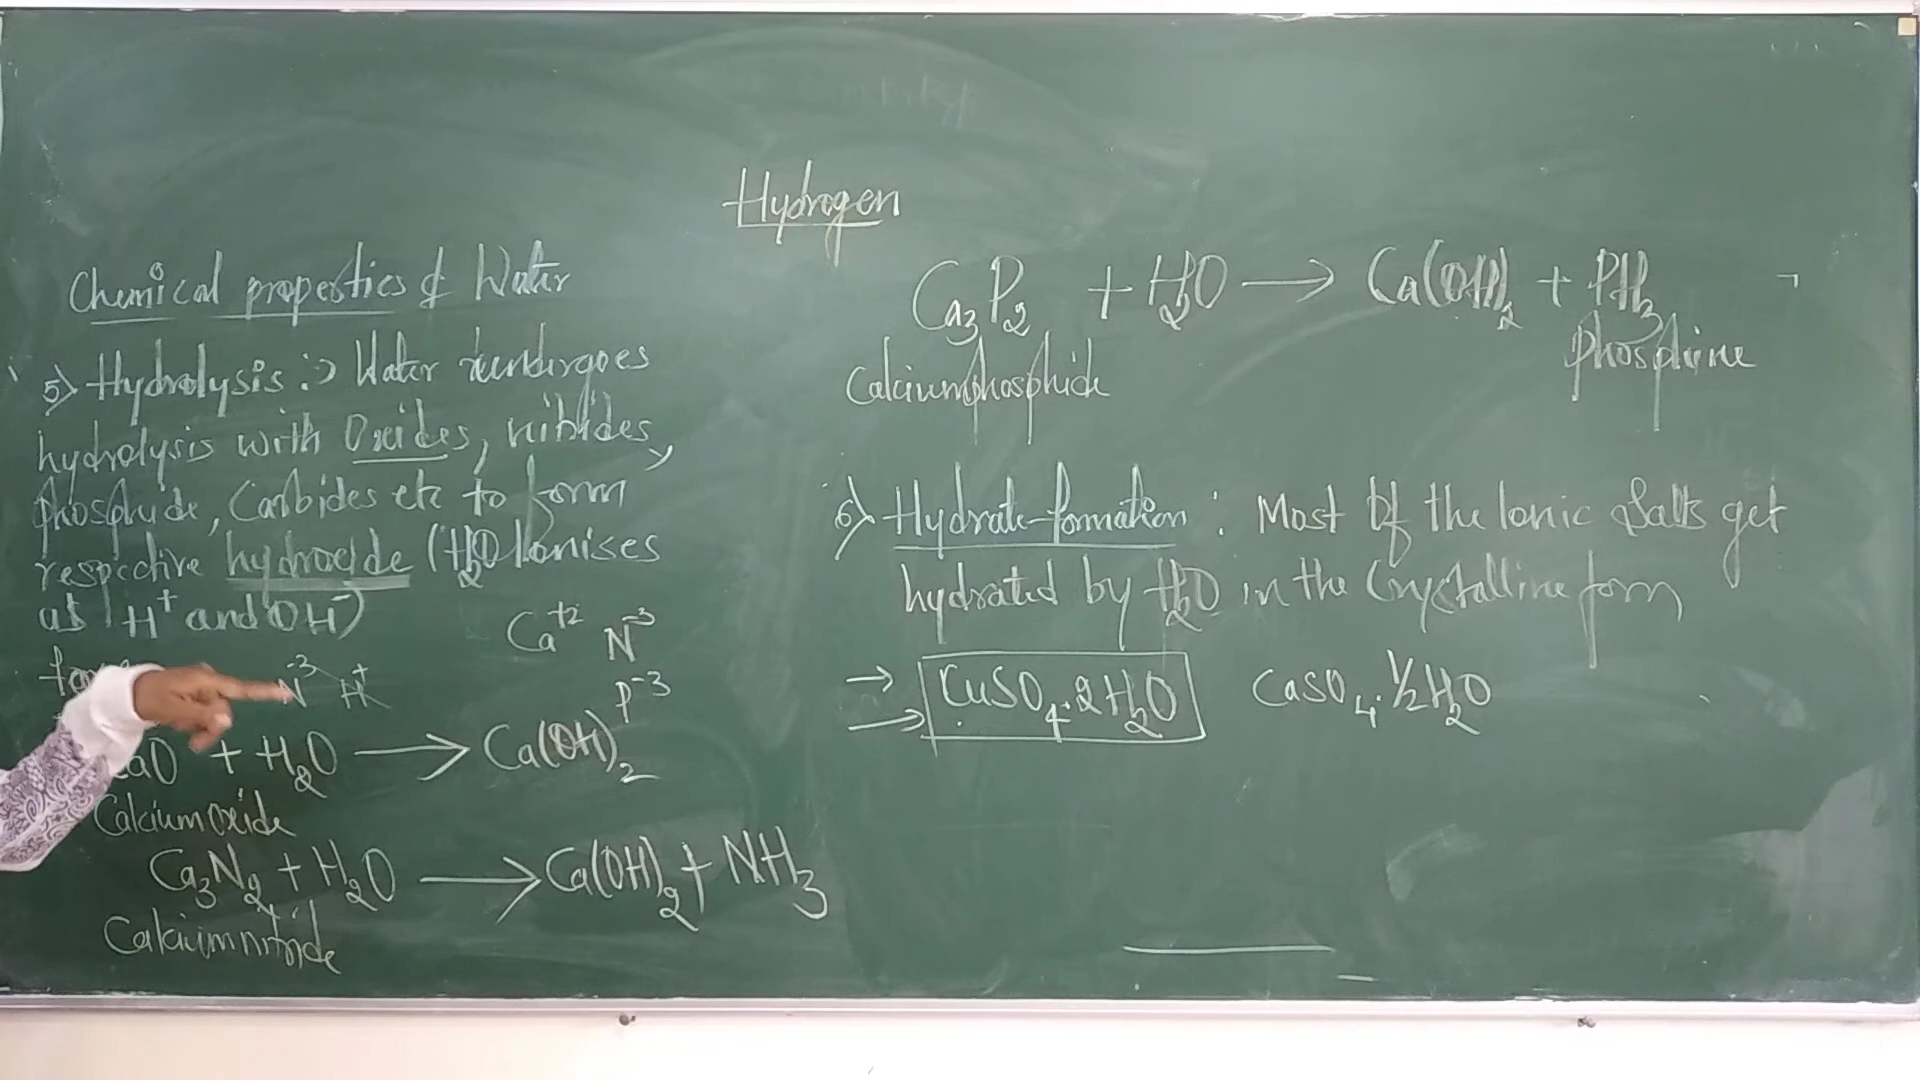 Hydrogen
Chemical properties of Water
5) Hydrolysis :-> Water undergoes
hydrolysis with Oxides, nitrides,
phosphide, Carbides etc to form
respective hydroxide (H₂O Ionises
as H⁺ and OH⁻)
Ca⁺² N⁻³
N⁻³ H⁺
P⁻³
CaO + H₂O → Ca(OH)₂
Calcium Oxide
Ca₃N₂ + H₂O → Ca(OH)₂ + NH₃
Calcium nitride
Ca₃P₂ + H₂O → Ca(OH)₂ + PH₃
Calciumphosphide phosphine
6) Hydrate-formation : Most of the Ionic Salts get
hydrated by H₂O in the Crystalline form
→ CuSO₄.2H₂O CaSO₄.½H₂O
→